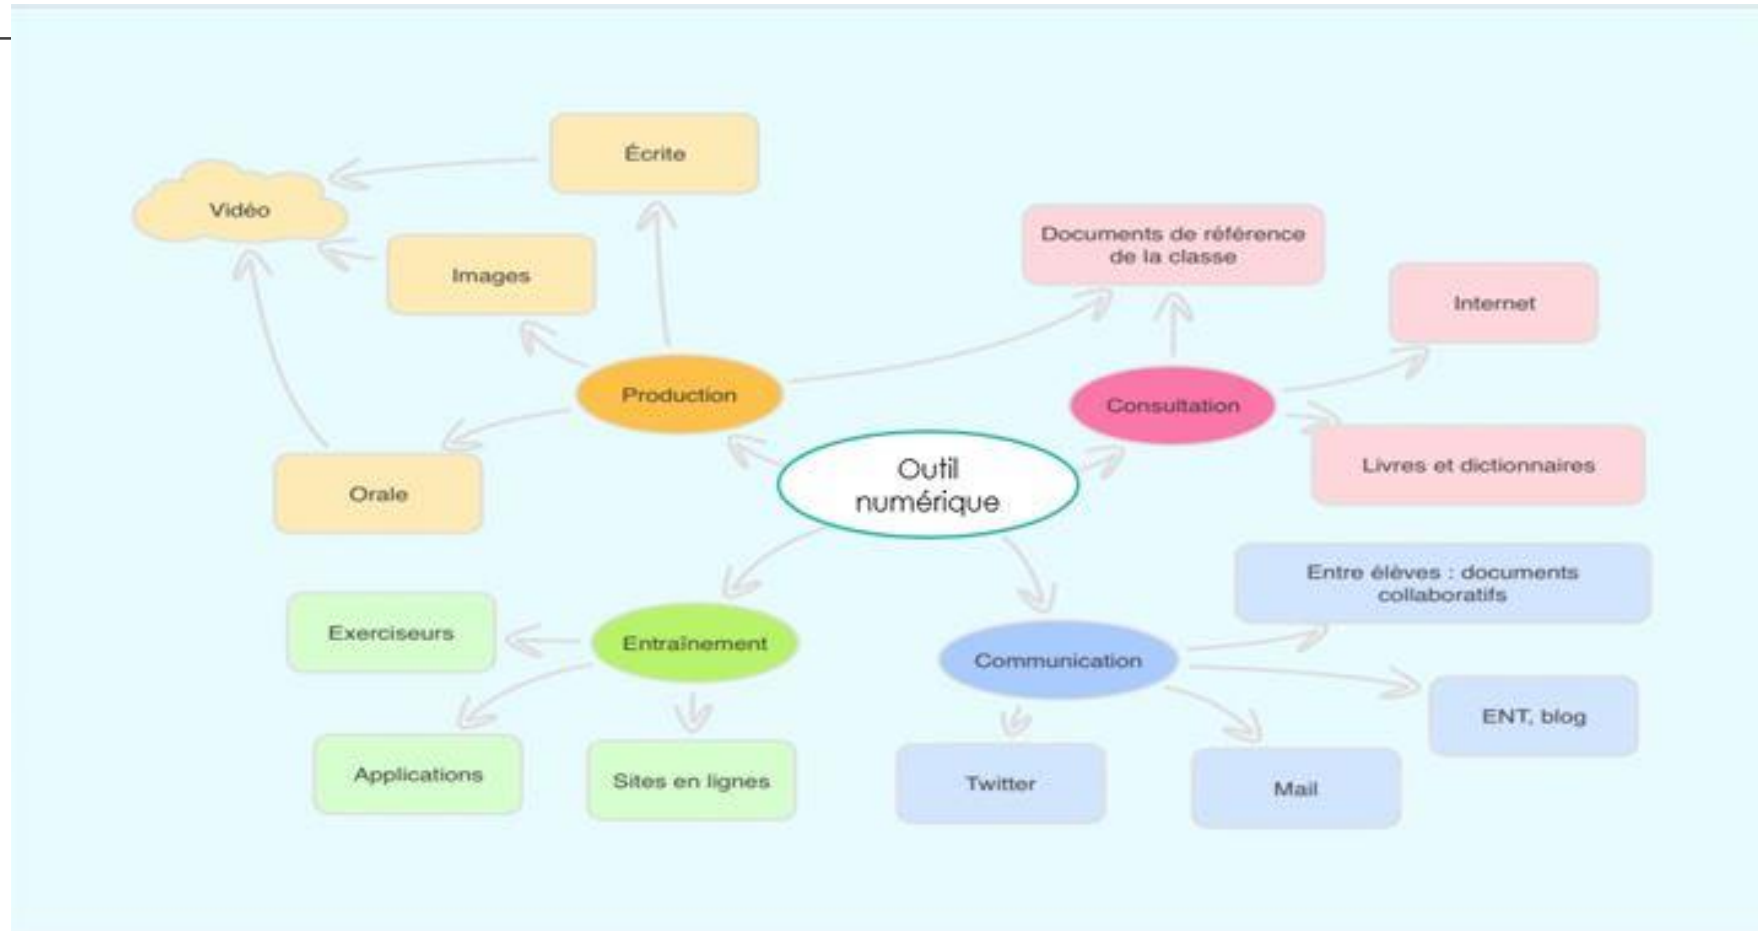 Écrite
Vidéo
Images
Documents de référence
de la classe
Internet
Production
Consultation
Outil
numérique
Livres et dictionnaires
Orale
Entre élèves : documents
collaboratifs
Exerciseurs
Entraînement
Communication
ENT, blog
Applications
Sites en lignes
Twitter
Mail